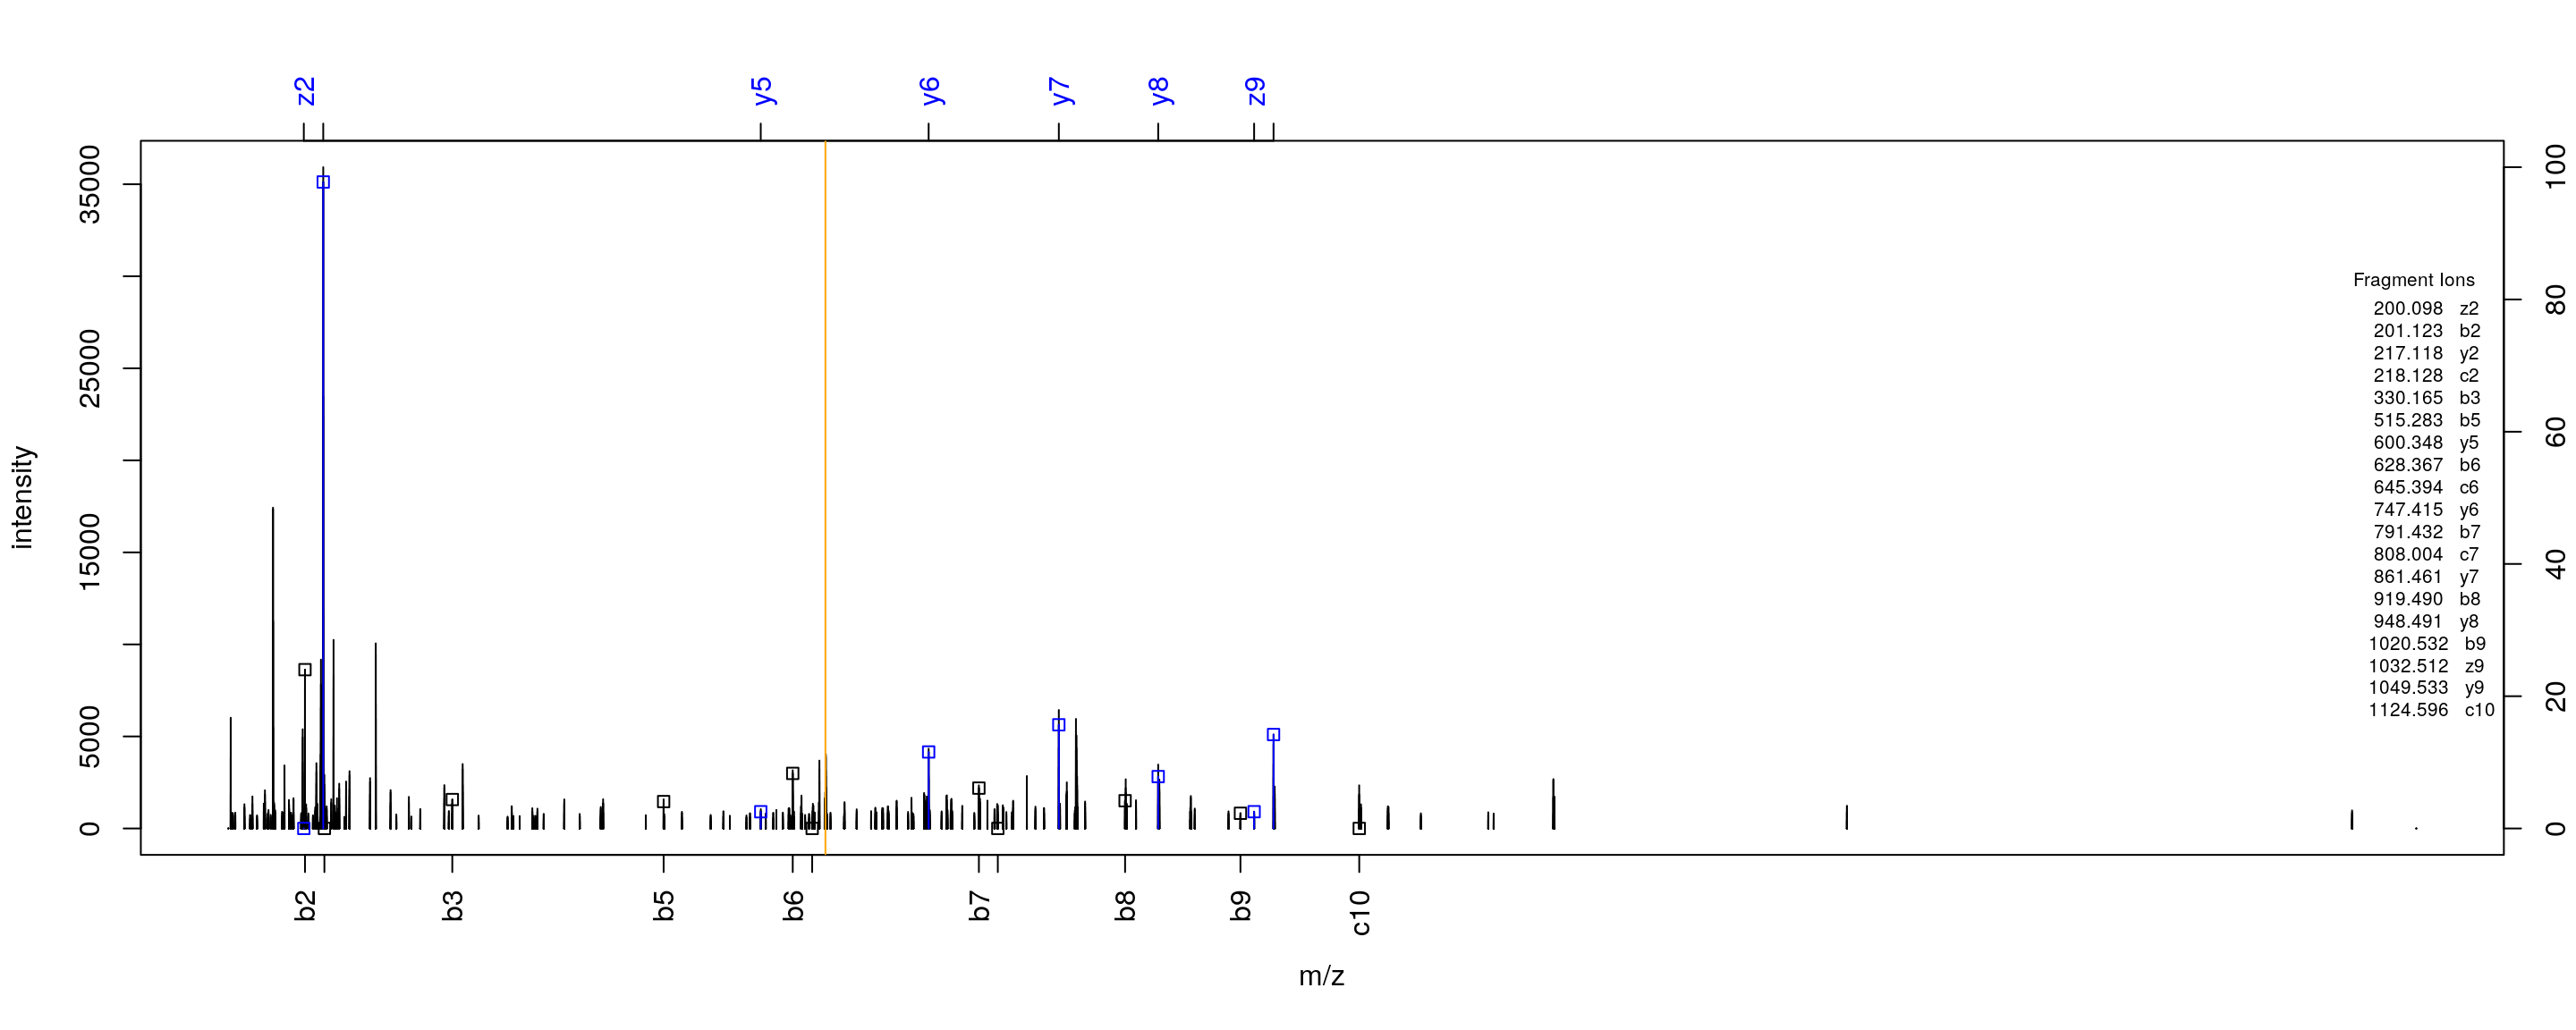 z2 y5 y6 y7 y8 z9
35000
25000
15000
5000
0
intensity
100
80
60
40
20
0
Fragment Ions
200.098 z2
201.123 b2
217.118 y2
218.128 c2
330.165 b3
515.283 b5
600.348 y5
628.367 b6
645.394 c6
747.415 y6
791.432 b7
808.004 c7
861.461 y7
919.490 b8
948.491 y8
1020.532 b9
1032.512 z9
1049.533 y9
1124.596 c10
b2 b3 b5 b6 b7 b8 b9 c10
m/z